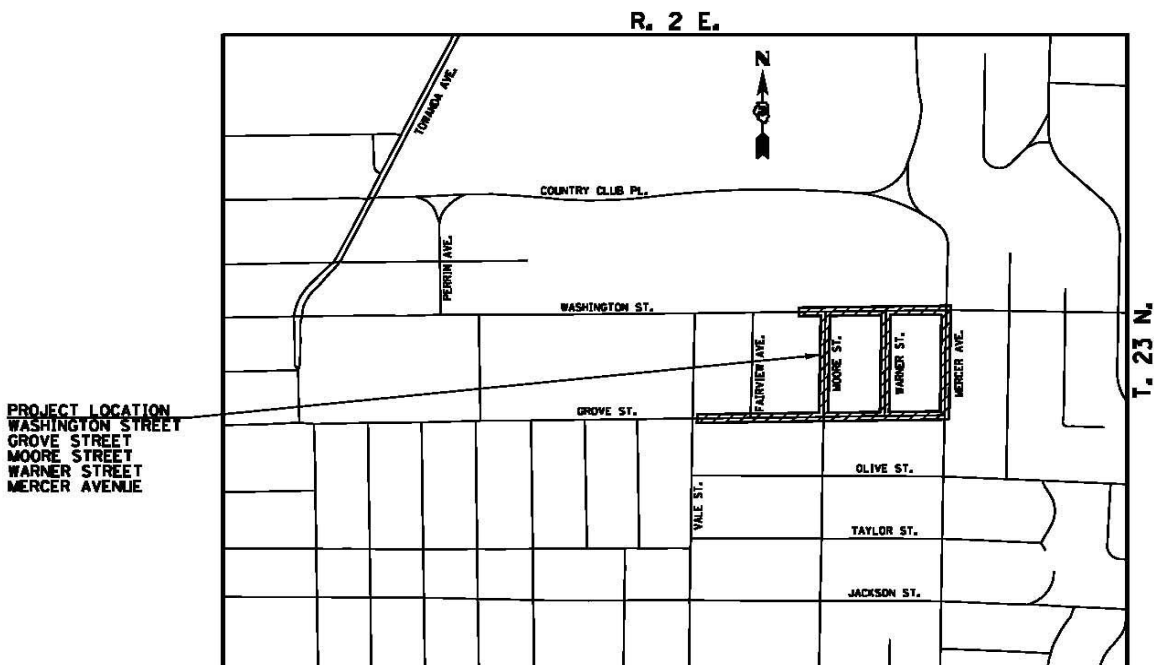 R. 2 E.
N
TOWANDA AVE.
COUNTRY CLUB PL.
PERRIN AVE.
WASHINGTON ST.
T. 23 N.
FAIRVIEW AVE.
MOORE ST.
WARNER ST.
MERCER AVE.
PROJECT LOCATION
WASHINGTON STREET
GROVE STREET
MOORE STREET
WARNER STREET
MERCER AVENUE
GROVE ST.
OLIVE ST.
VALE ST.
TAYLOR ST.
JACKSON ST.